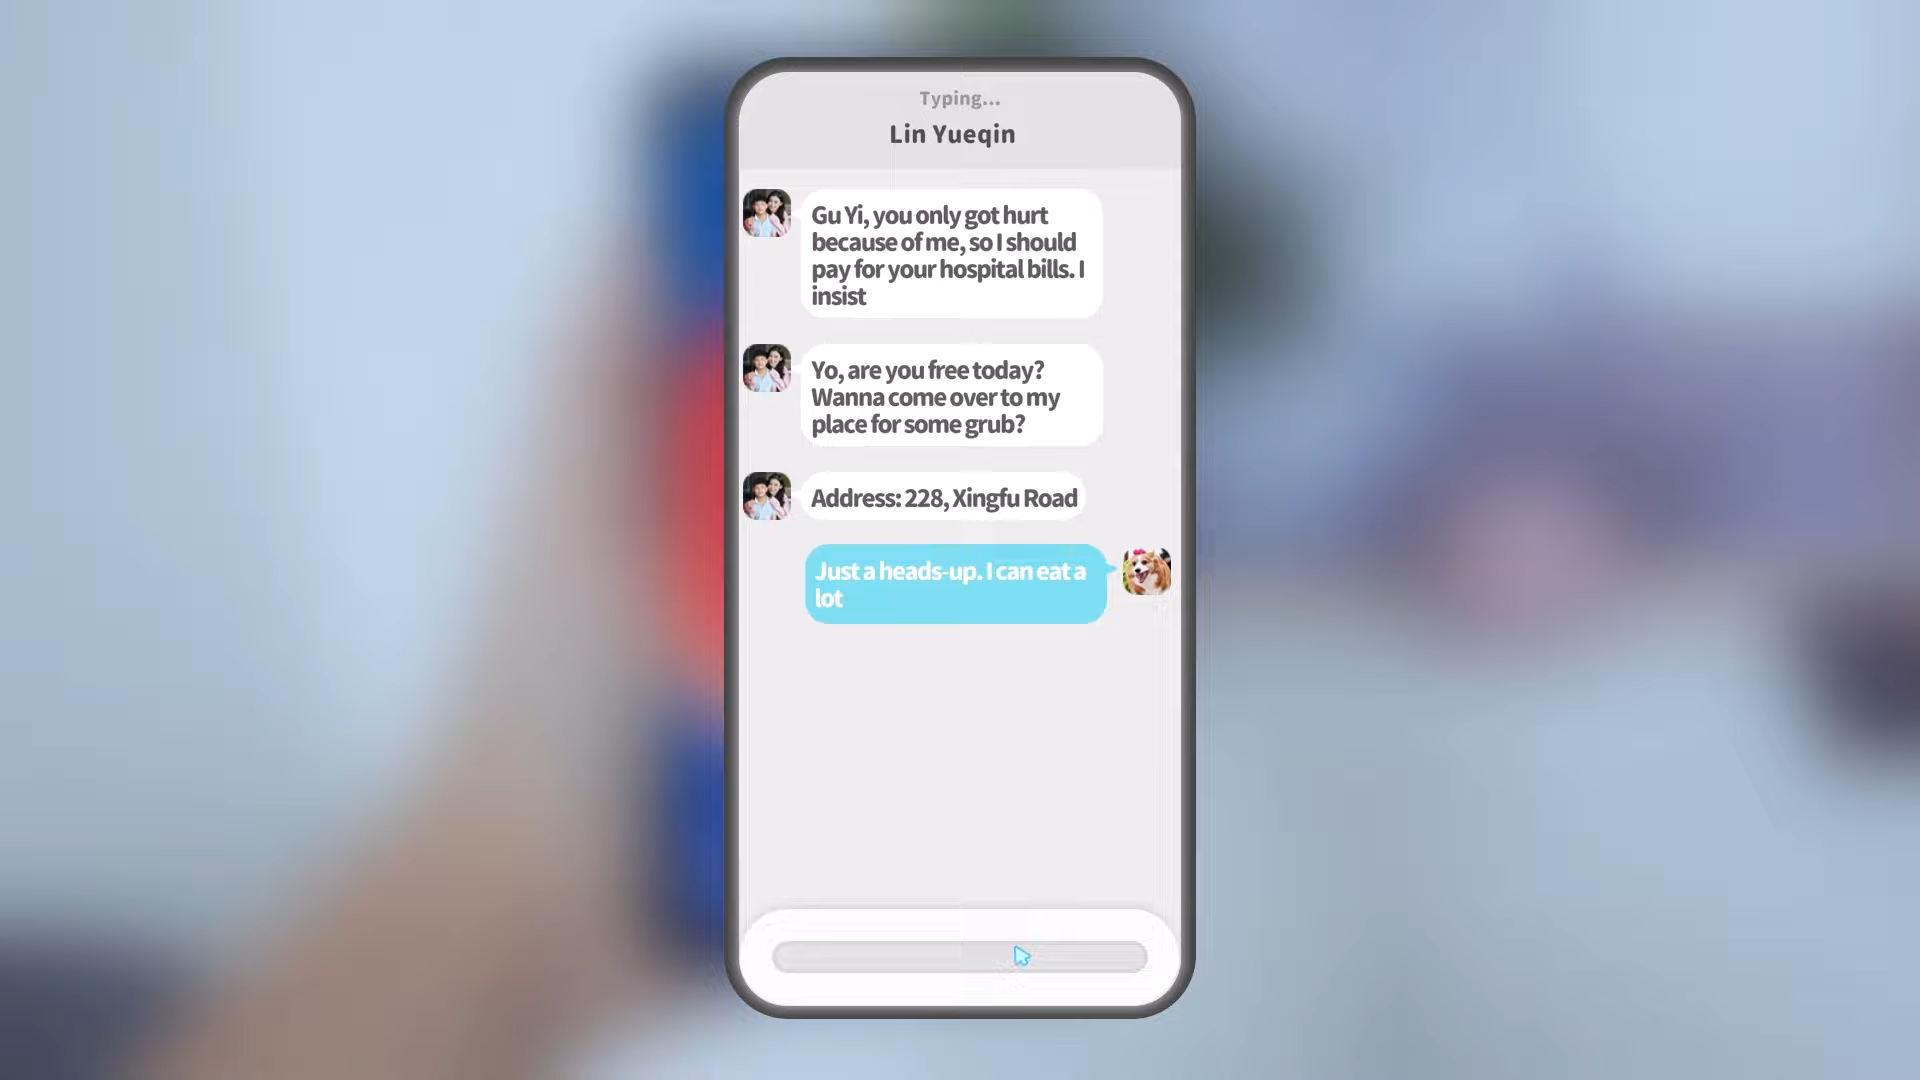 Typing...
Lin Yueqin
Gu Yi, you only got hurt
because of me, so I should
pay for your hospital bills. I
insist
Yo, are you free today?
Wanna come over to my
place for some grub?
Address: 228, Xingfu Road
Just a heads-up. I can eat a
lot